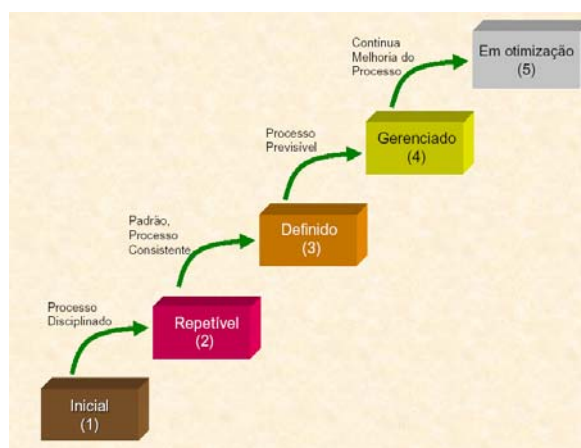 Contínua
Melhoria do
Processo
Em otimização
(5)
Processo
Previsível
Gerenciado
(4)
Padrão,
Processo
Consistente
Definido
(3)
Processo
Disciplinado
Repetível
(2)
Inicial
(1)